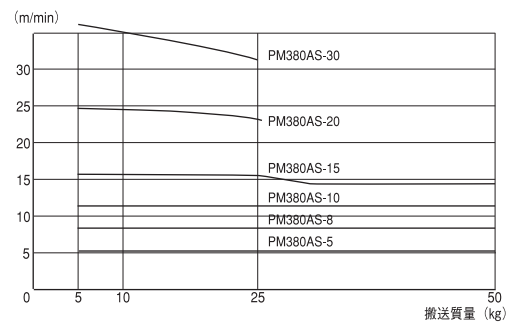 (m/min)
30
25
20
15
10
5
0
5 10 25 50
搬送質量 (kg)
PM380AS-30
PM380AS-20
PM380AS-15
PM380AS-10
PM380AS-8
PM380AS-5